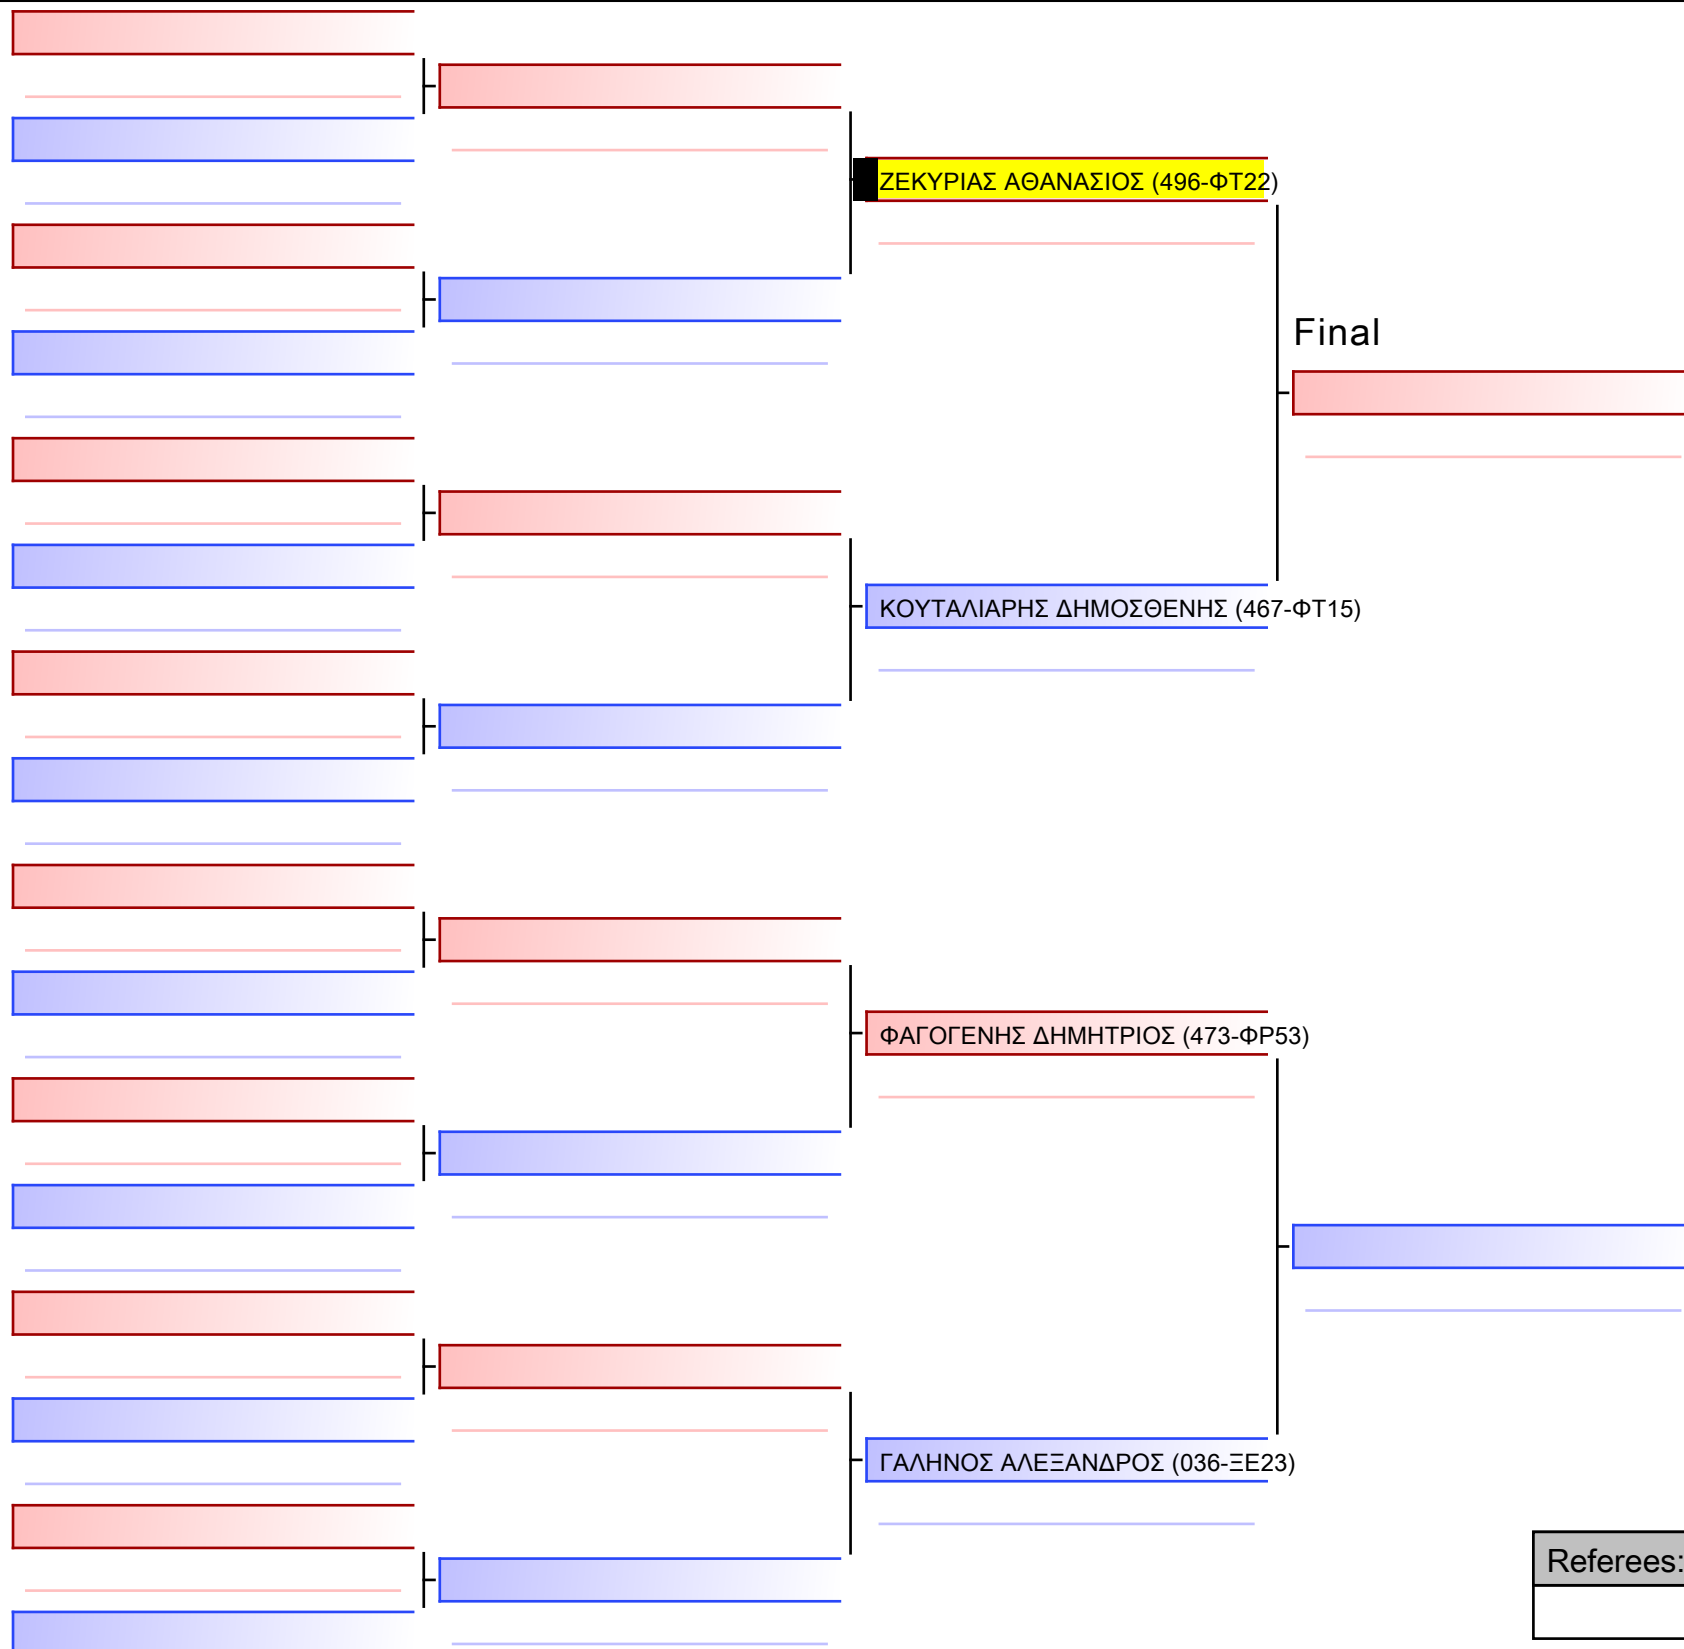 ΖΕΚΥΡΙΑΣ ΑΘΑΝΑΣΙΟΣ (496-ΦΤ22)
Final
ΚΟΥΤΑΛΙΑΡΗΣ ΔΗΜΟΣΘΕΝΗΣ (467-ΦΤ15)
ΦΑΓΟΓΕΝΗΣ ΔΗΜΗΤΡΙΟΣ (473-ΦΡ53)
ΓΑΛΗΝΟΣ ΑΛΕΞΑΝΔΡΟΣ (036-ΞΕ23)
Referees: